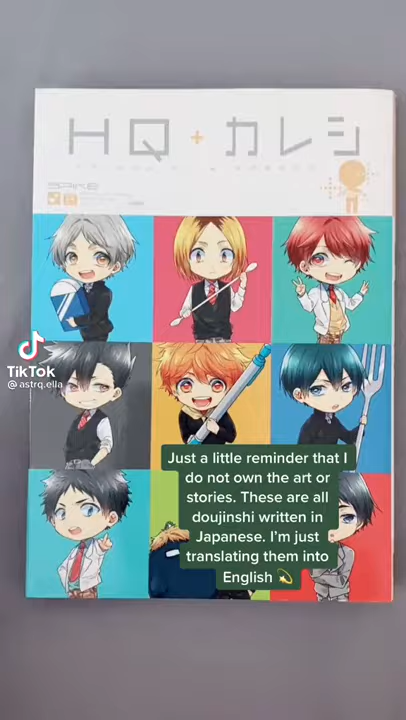 HQ+カレシ
SPIKE
TikTok
@astrq.ella
Just a little reminder that I
do not own the art or
stories. These are all
doujinshi written in
Japanese. I'm just
translating them into
English 💫